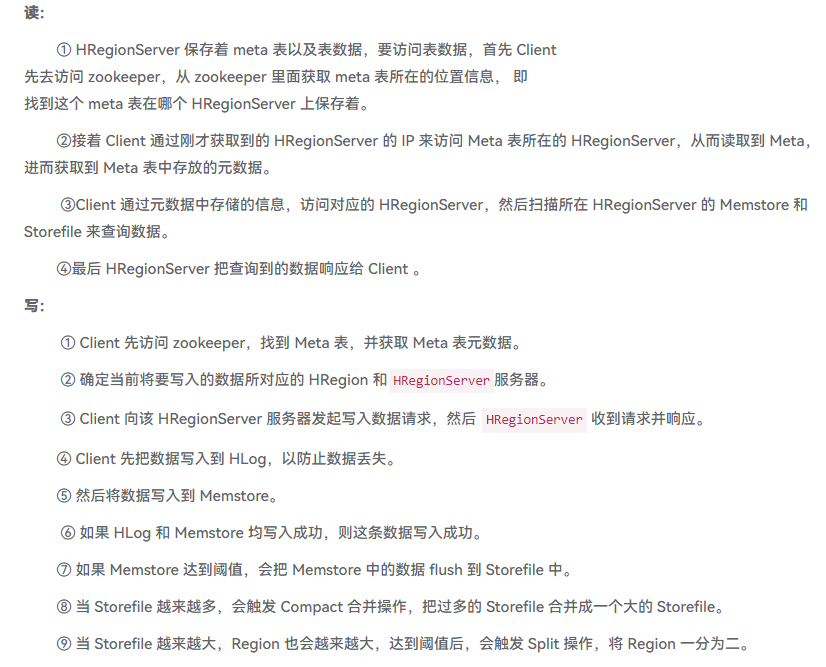 读:
① HRegionServer 保存着 meta 表以及表数据，要访问表数据，首先 Client
先去访问 zookeeper，从 zookeeper 里面获取 meta 表所在的位置信息， 即
找到这个 meta 表在哪个 HRegionServer 上保存着。
②接着 Client 通过刚才获取到的 HRegionServer 的 IP 来访问 Meta 表所在的 HRegionServer，从而读取到 Meta，
进而获取到 Meta 表中存放的元数据。
③Client 通过元数据中存储的信息，访问对应的 HRegionServer，然后扫描所在 HRegionServer 的 Memstore 和
Storefile 来查询数据。
④最后 HRegionServer 把查询到的数据响应给 Client 。
写:
① Client 先访问 zookeeper，找到 Meta 表，并获取 Meta 表元数据。
② 确定当前将要写入的数据所对应的 HRegion 和 HRegionServer 服务器。
③ Client 向该 HRegionServer 服务器发起写入数据请求，然后 HRegionServer 收到请求并响应。
④ Client 先把数据写入到 HLog，以防止数据丢失。
⑤ 然后将数据写入到 Memstore。
⑥ 如果 HLog 和 Memstore 均写入成功，则这条数据写入成功。
⑦ 如果 Memstore 达到阈值，会把 Memstore 中的数据 flush 到 Storefile 中。
⑧ 当 Storefile 越来越多，会触发 Compact 合并操作，把过多的 Storefile 合并成一个大的 Storefile。
⑨ 当 Storefile 越来越大，Region 也会越来越大，达到阈值后，会触发 Split 操作，将 Region 一分为二。